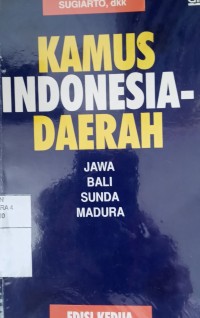 SUGIARTO, dkk
KAMUS
INDONESIA-
DAERAH
JAWA
BALI
SUNDA
MADURA
EDISI KEDUA